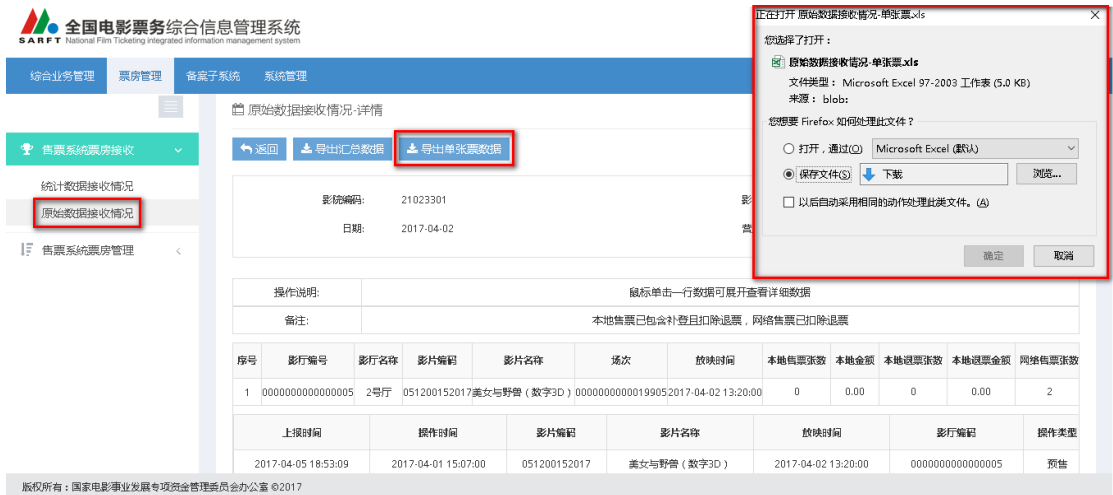 全国电影票务综合信息管理系统
SARFT National Film Ticketing integrated information management system
综合业务管理 票房管理 备案子系统 系统管理
售票系统票房接收
统计数据接收情况
原始数据接收情况
售票系统票房管理
原始数据接收情况-详情
返回 导出汇总数据 导出单张票数据
影院编码: 21023301 影
日期: 2017-04-02 营
操作说明: 鼠标单击一行数据可展开查看详细数据
备注: 本地售票已包含补登且扣除退票，网络售票已扣除退票
序号 影厅编号 影厅名称 影片编码 影片名称 场次 放映时间 本地售票张数 本地金额 本地退票张数 本地退票金额 网络售票张数
1 0000000000000005 2号厅 051200152017 美女与野兽（数字3D） 0000000000019905 2017-04-02 13:20:00 0 0.00 0 0.00 2
上报时间 操作时间 影片编码 影片名称 放映时间 影厅编码 操作类型
2017-04-05 18:53:09 2017-04-01 15:07:00 051200152017 美女与野兽（数字3D） 2017-04-02 13:20:00 0000000000000005 预售
版权所有：国家电影事业发展专项资金管理委员会办公室 ©2017
正在打开 原始数据接收情况-单张票.xls
您选择了打开：
原始数据接收情况-单张票.xls
文件类型： Microsoft Excel 97-2003 工作表 (5.0 KB)
来源： blob:
您想要 Firefox 如何处理此文件？
打开，通过(O) Microsoft Excel (默认)
保存文件(S) 下载 浏览...
以后自动采用相同的动作处理此类文件。(A)
确定 取消